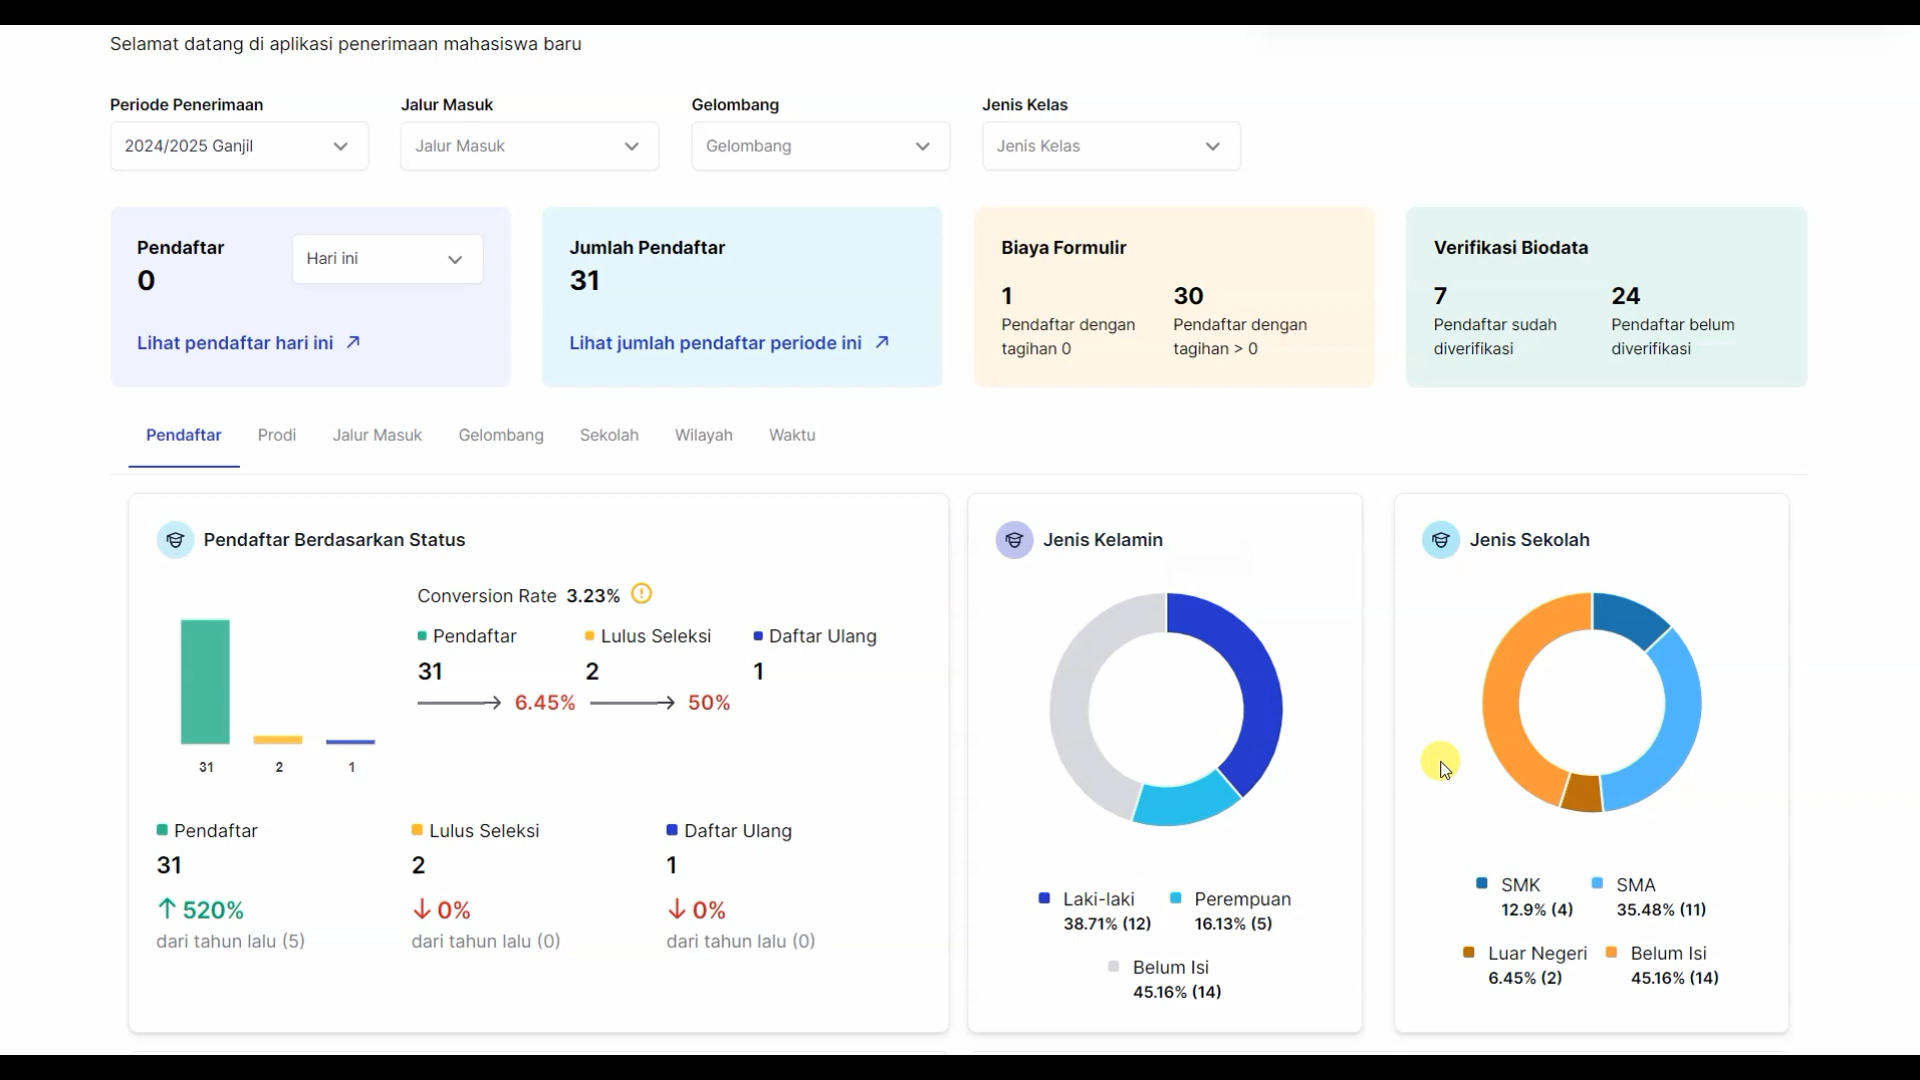 Selamat datang di aplikasi penerimaan mahasiswa baru
Periode Penerimaan
Jalur Masuk
Gelombang
Jenis Kelas
2024/2025 Ganjil
Jalur Masuk
Gelombang
Jenis Kelas
Pendaftar
0
Hari ini
Lihat pendaftar hari ini
Jumlah Pendaftar
31
Lihat jumlah pendaftar periode ini
Biaya Formulir
1
Pendaftar dengan
tagihan 0
30
Pendaftar dengan
tagihan > 0
Verifikasi Biodata
7
Pendaftar sudah
diverifikasi
24
Pendaftar belum
diverifikasi
Pendaftar
Prodi
Jalur Masuk
Gelombang
Sekolah
Wilayah
Waktu
Pendaftar Berdasarkan Status
Conversion Rate 3.23%
Pendaftar
31
Lulus Seleksi
2
Daftar Ulang
1
6.45%
50%
31
2
1
Pendaftar
31
↑ 520%
dari tahun lalu (5)
Lulus Seleksi
2
↓ 0%
dari tahun lalu (0)
Daftar Ulang
1
↓ 0%
dari tahun lalu (0)
Jenis Kelamin
Laki-laki
38.71% (12)
Perempuan
16.13% (5)
Belum Isi
45.16% (14)
Jenis Sekolah
SMK
12.9% (4)
SMA
35.48% (11)
Luar Negeri
6.45% (2)
Belum Isi
45.16% (14)